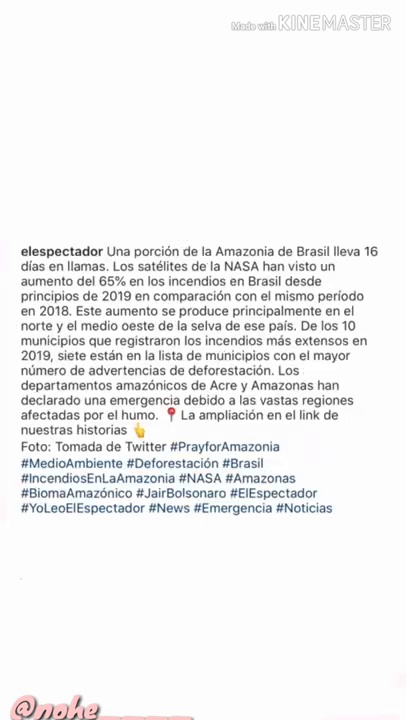 Made with KINEMASTER
elespectador Una porción de la Amazonia de Brasil lleva 16
días en llamas. Los satélites de la NASA han visto un
aumento del 65% en los incendios en Brasil desde
principios de 2019 en comparación con el mismo período
en 2018. Este aumento se produce principalmente en el
norte y el medio oeste de la selva de ese país. De los 10
municipios que registraron los incendios más extensos en
2019, siete están en la lista de municipios con el mayor
número de advertencias de deforestación. Los
departamentos amazónicos de Acre y Amazonas han
declarado una emergencia debido a las vastas regiones
afectadas por el humo. 📍La ampliación en el link de
nuestras historias 👆
Foto: Tomada de Twitter #PrayforAmazonia
#MedioAmbiente #Deforestación #Brasil
#IncendiosEnLaAmazonia #NASA #Amazonas
#BiomaAmazónico #JairBolsonaro #ElEspectador
#YoLeoElEspectador #News #Emergencia #Noticias
@nohe